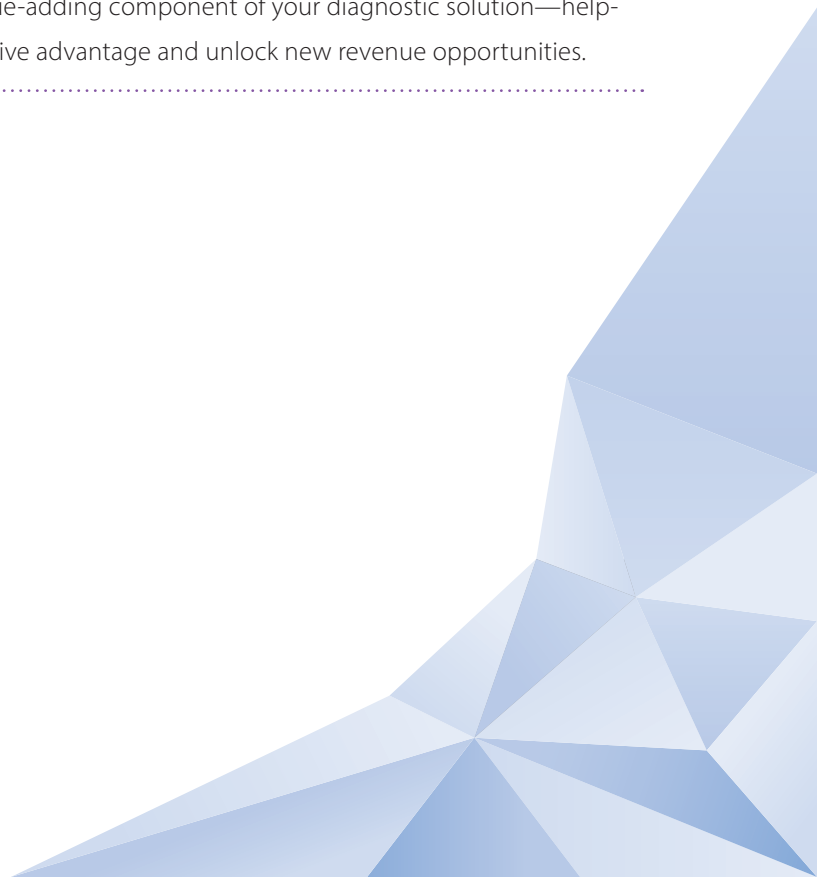 ue-adding component of your diagnostic solution—help-
ive advantage and unlock new revenue opportunities.